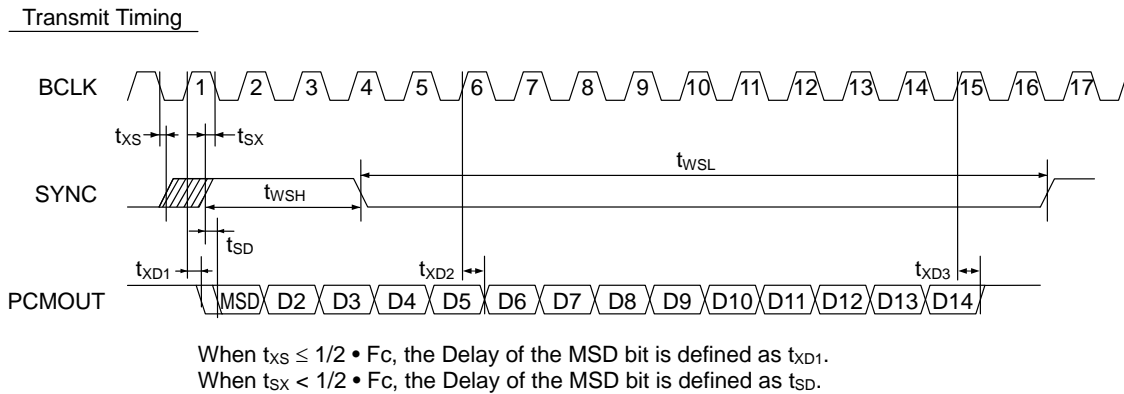 Transmit Timing
BCLK 1 2 3 4 5 6 7 8 9 10 11 12 13 14 15 16 17
tXS tSX
tWSL
SYNC tWSH
tSD
tXD1 tXD2 tXD3
PCMOUT MSD D2 D3 D4 D5 D6 D7 D8 D9 D10 D11 D12 D13 D14
When tXS ≤ 1/2 • Fc, the Delay of the MSD bit is defined as tXD1.
When tSX < 1/2 • Fc, the Delay of the MSD bit is defined as tSD.